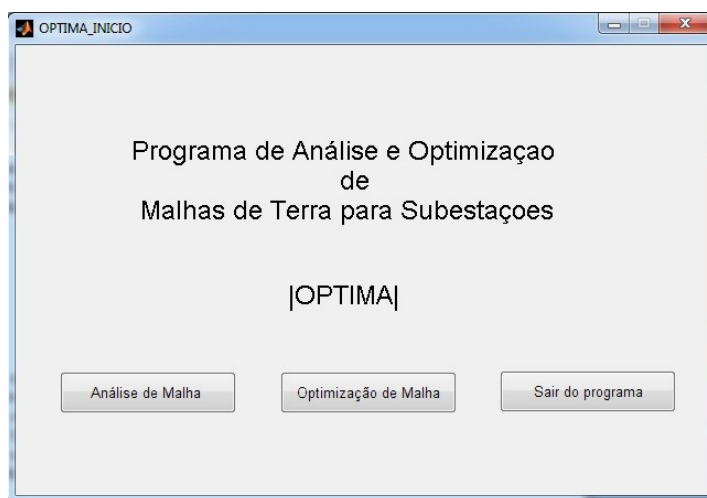 OPTIMA_INICIO
Programa de Análise e Optimizaçao
de
Malhas de Terra para Subestaçoes
|OPTIMA|
Análise de Malha
Optimização de Malha
Sair do programa